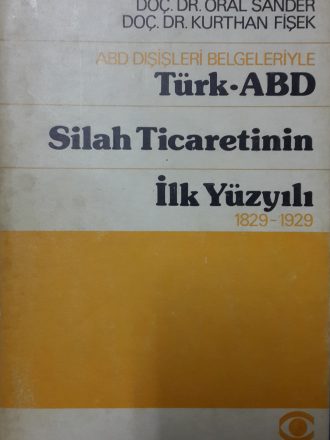 DOÇ. DR. ORAL SANDER
DOÇ. DR. KURTHAN FİŞEK
ABD DIŞİŞLERİ BELGELERİYLE
Türk-ABD
Silah Ticaretinin
İlk Yüzyılı
1829-1929